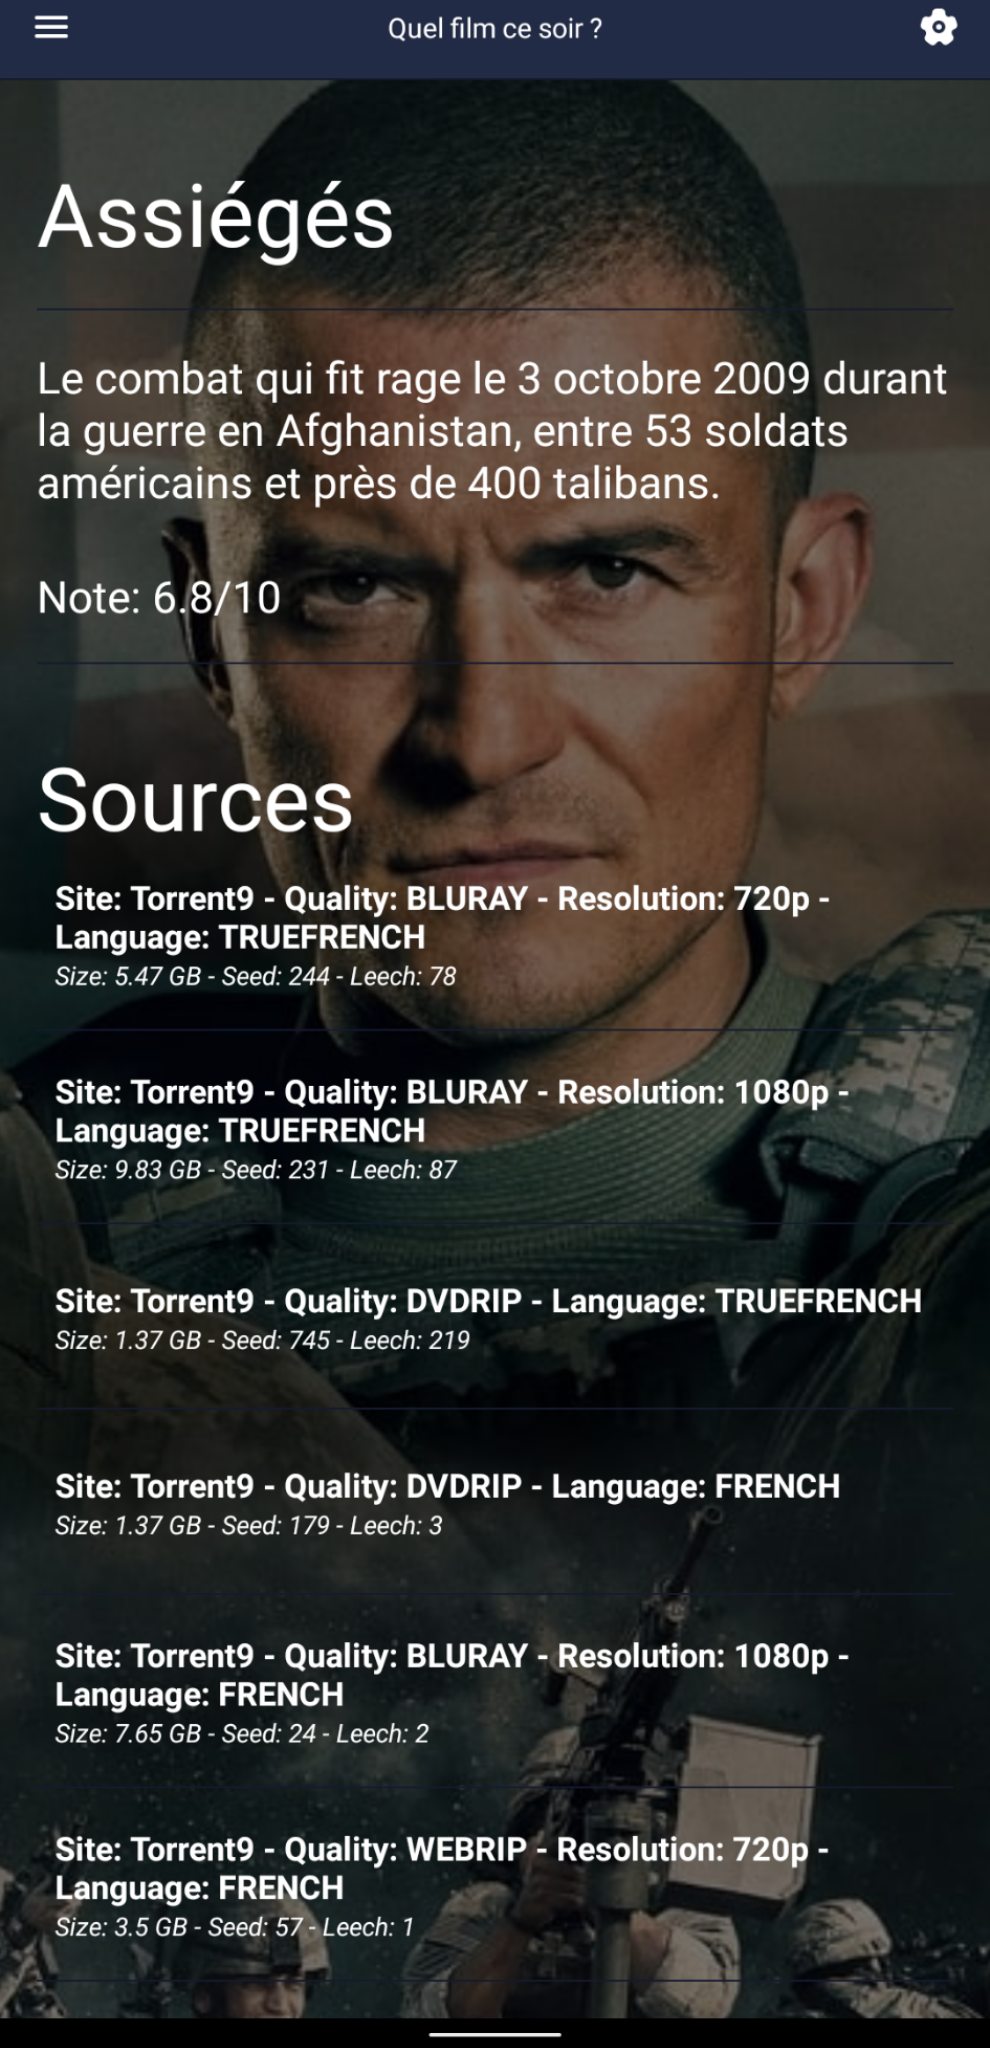 Quel film ce soir ?
Assiégés
Le combat qui fit rage le 3 octobre 2009 durant
la guerre en Afghanistan, entre 53 soldats
américains et près de 400 talibans.
Note: 6.8/10
Sources
Site: Torrent9 - Quality: BLURAY - Resolution: 720p -
Language: TRUEFRENCH
Size: 5.47 GB - Seed: 244 - Leech: 78
Site: Torrent9 - Quality: BLURAY - Resolution: 1080p -
Language: TRUEFRENCH
Size: 9.83 GB - Seed: 231 - Leech: 87
Site: Torrent9 - Quality: DVDRIP - Language: TRUEFRENCH
Size: 1.37 GB - Seed: 745 - Leech: 219
Site: Torrent9 - Quality: DVDRIP - Language: FRENCH
Size: 1.37 GB - Seed: 179 - Leech: 3
Site: Torrent9 - Quality: BLURAY - Resolution: 1080p -
Language: FRENCH
Size: 7.65 GB - Seed: 24 - Leech: 2
Site: Torrent9 - Quality: WEBRIP - Resolution: 720p -
Language: FRENCH
Size: 3.5 GB - Seed: 57 - Leech: 1